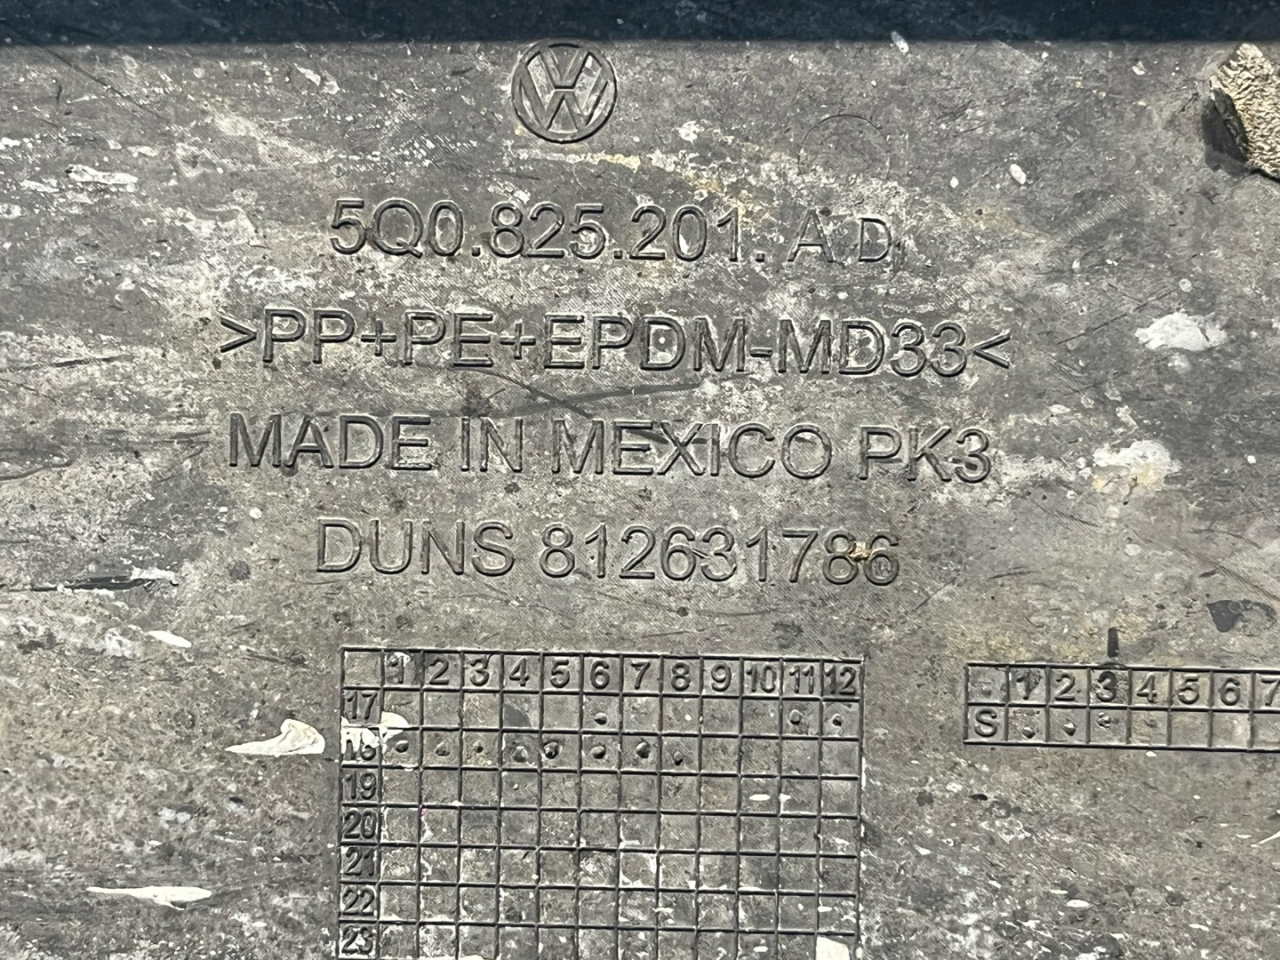 VW
5Q0.825.201. A D
>PP+PE+EPDM-MD33<
MADE IN MEXICO PK3
DUNS 812631786
1 2 3 4 5 6 7 8 9 10 11 12
17
18
19
20
21
22
23
1 2 3 4 5 6 7
S